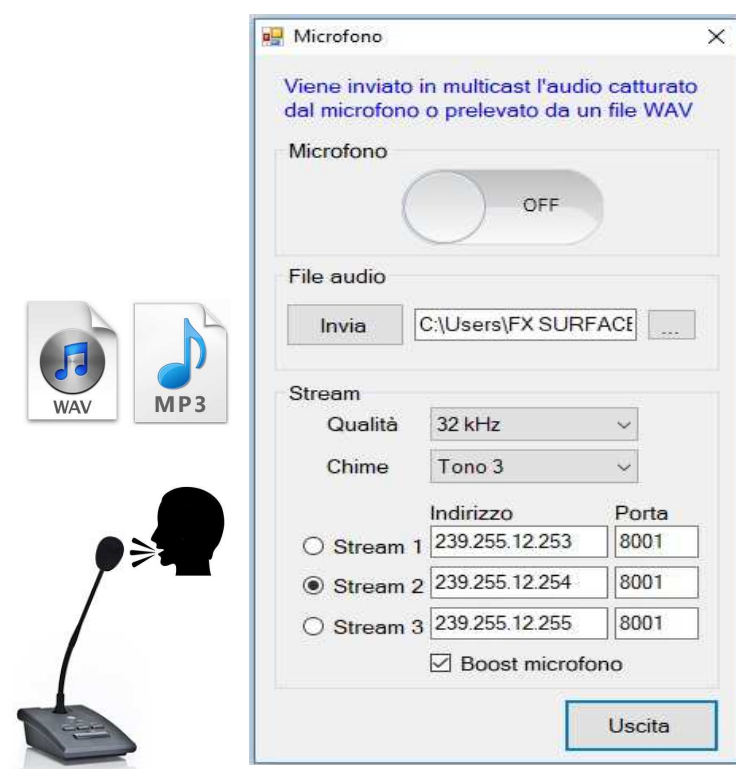 Microfono
Viene inviato in multicast l'audio catturato
dal microfono o prelevato da un file WAV
Microfono
OFF
File audio
Invia C:\Users\FX SURFACE ...
WAV MP3
Stream
Qualità 32 kHz
Chime Tono 3
Indirizzo Porta
Stream 1 239.255.12.253 8001
Stream 2 239.255.12.254 8001
Stream 3 239.255.12.255 8001
Boost microfono
Uscita